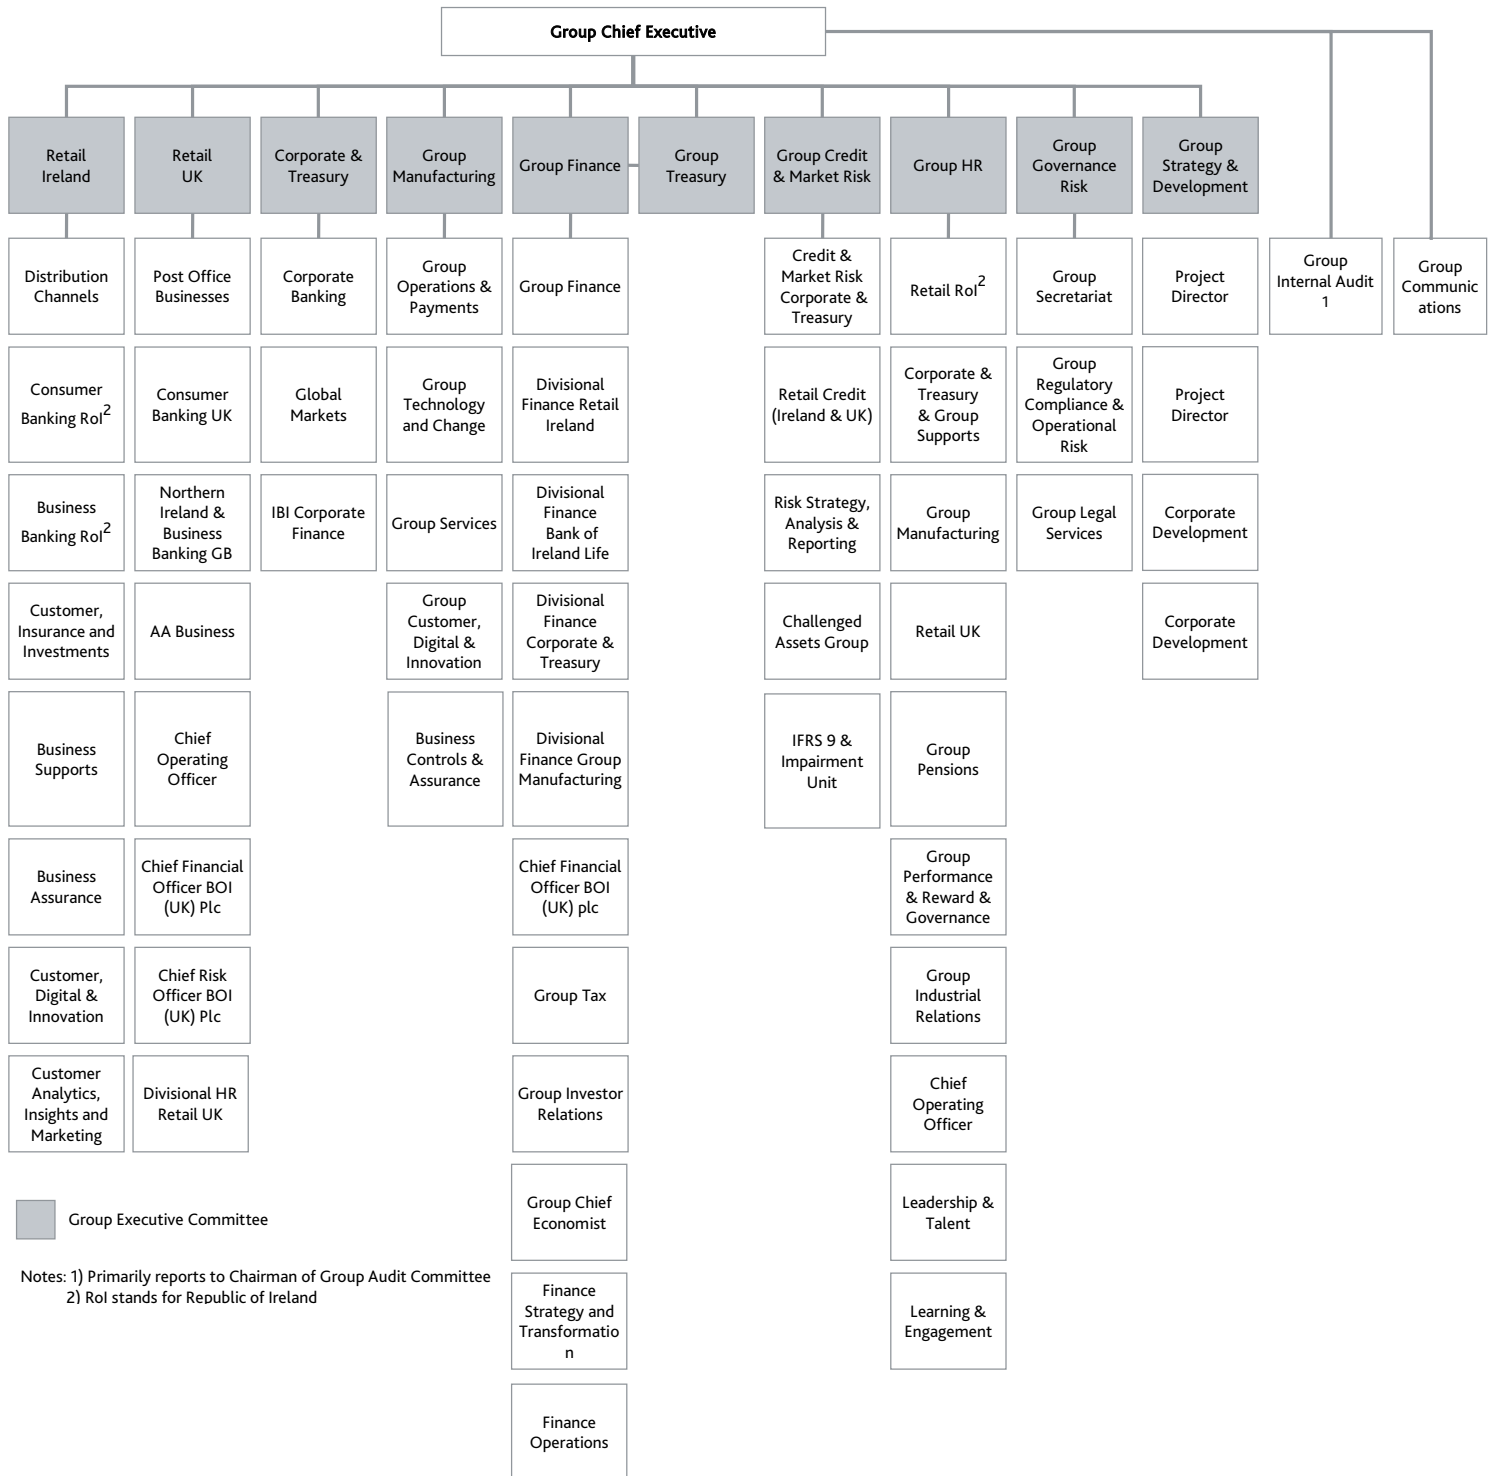 Group Chief Executive
Retail
Ireland
Retail
UK
Corporate &
Treasury
Group
Manufacturing
Group Finance
Group
Treasury
Group Credit
& Market Risk
Group HR
Group
Governance
Risk
Group
Strategy &
Development
Distribution
Channels
Post Office
Businesses
Corporate
Banking
Group
Operations &
Payments
Group Finance
Credit &
Market Risk
Corporate &
Treasury
Retail RoI2
Group
Secretariat
Project
Director
Group
Internal Audit
1
Group
Communic
ations
Consumer
Banking RoI2
Consumer
Banking UK
Global
Markets
Group
Technology
and Change
Divisional
Finance Retail
Ireland
Retail Credit
(Ireland & UK)
Corporate &
Treasury
& Group
Supports
Group
Regulatory
Compliance &
Operational
Risk
Project
Director
Business
Banking RoI2
Northern
Ireland &
Business
Banking GB
IBI Corporate
Finance
Group Services
Divisional
Finance
Bank of
Ireland Life
Risk Strategy,
Analysis &
Reporting
Group
Manufacturing
Group Legal
Services
Corporate
Development
Customer,
Insurance and
Investments
AA Business
Group
Customer,
Digital &
Innovation
Divisional
Finance
Corporate &
Treasury
Challenged
Assets Group
Retail UK
Corporate
Development
Business
Supports
Chief
Operating
Officer
Business
Controls &
Assurance
Divisional
Finance Group
Manufacturing
IFRS 9 &
Impairment
Unit
Group
Pensions
Business
Assurance
Chief Financial
Officer BOI
(UK) Plc
Chief Financial
Officer BOI
(UK) plc
Group
Performance
& Reward &
Governance
Customer,
Digital &
Innovation
Chief Risk
Officer BOI
(UK) Plc
Group Tax
Group
Industrial
Relations
Customer
Analytics,
Insights and
Marketing
Divisional HR
Retail UK
Group Investor
Relations
Chief
Operating
Officer
Group Chief
Economist
Leadership &
Talent
Group Executive Committee
Notes: 1) Primarily reports to Chairman of Group Audit Committee
2) RoI stands for Republic of Ireland
Finance
Strategy and
Transformatio
n
Learning &
Engagement
Finance
Operations